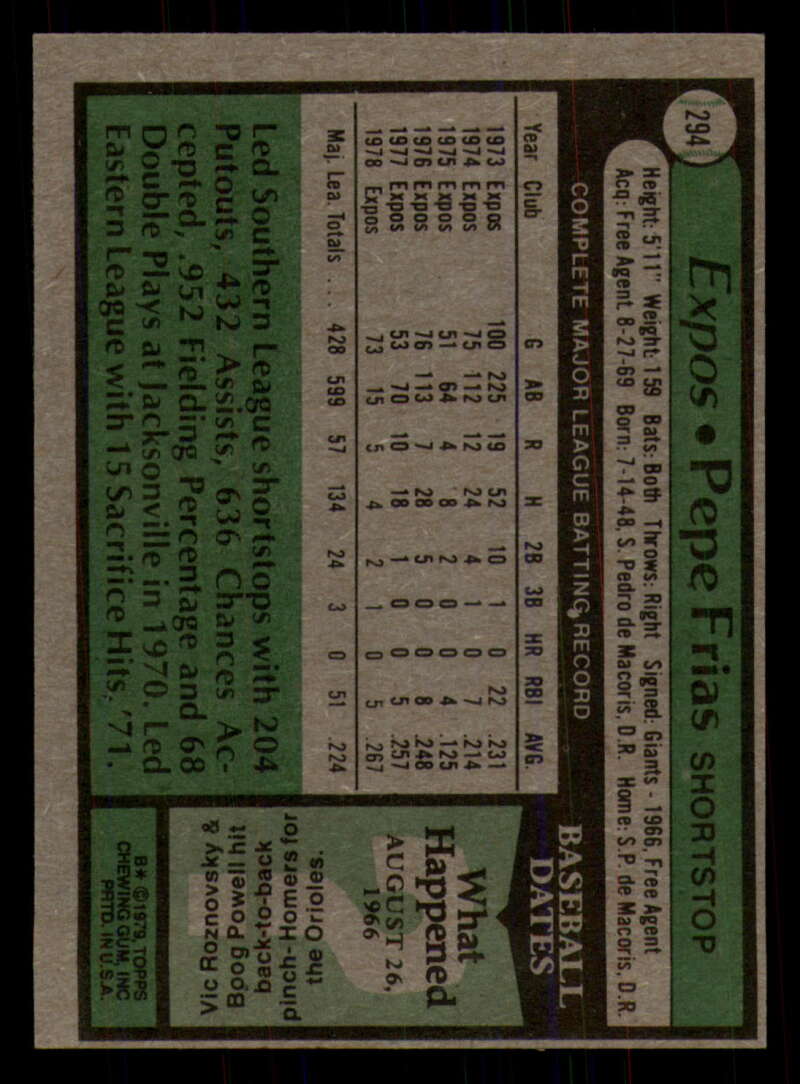 294
Expos • Pepe Frias SHORTSTOP
Height: 5'11" Weight: 159 Bats: Both Throws: Right Signed: Giants - 1966, Free Agent
Acq: Free Agent 8-27-69 Born: 7-14-48, S. Pedro de Macoris, D.R. Home: S.P. de Macoris, D.R.
COMPLETE MAJOR LEAGUE BATTING RECORD
Year Club G AB R H 2B 3B HR RBI AVG.
1973 Expos 100 225 19 52 10 1 0 22 .231
1974 Expos 75 112 12 24 4 1 0 7 .214
1975 Expos 51 64 4 8 2 0 0 4 .125
1976 Expos 76 113 7 28 5 0 0 8 .248
1977 Expos 53 70 10 18 1 0 0 5 .257
1978 Expos 73 15 5 4 2 1 0 5 .267
Maj. Lea. Totals ... 428 599 57 134 24 3 0 51 .224
Led Southern League shortstops with 204
Putouts, 432 Assists, 636 Chances Ac-
cepted, .952 Fielding Percentage and 68
Double Plays at Jacksonville in 1970. Led
Eastern League with 15 Sacrifice Hits, '71.
BASEBALL
DATES
What
Happened
AUGUST 26,
1966
Vic Roznovsky &
Boog Powell hit
back-to-back
pinch-Homers for
the Orioles.
B* ©1979, TOPPS
CHEWING GUM, INC
PRTD. IN U.S.A.